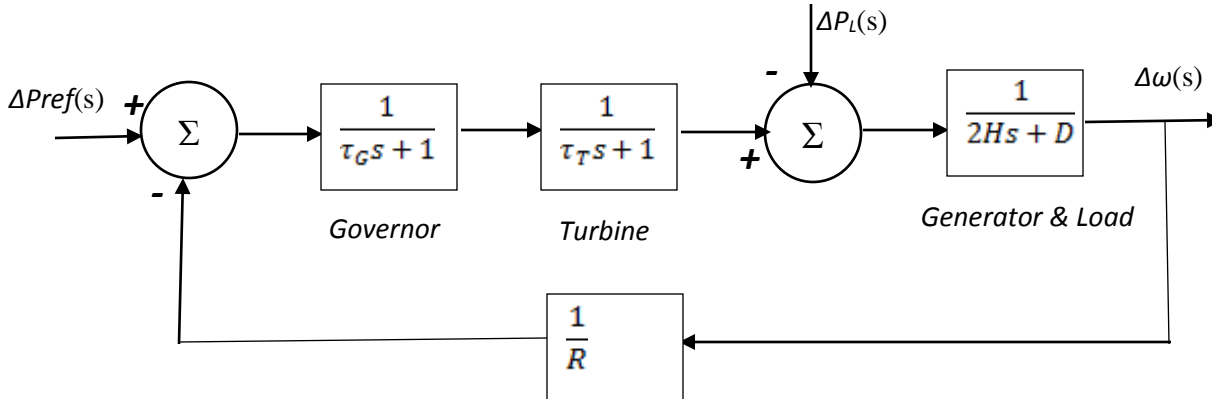 ΔP_L(s)
-
ΔPref(s)
+
Σ
1
τ_G s + 1
1
τ_T s + 1
+
Σ
1
2Hs + D
Δω(s)
-
Governor
Turbine
Generator & Load
1
R